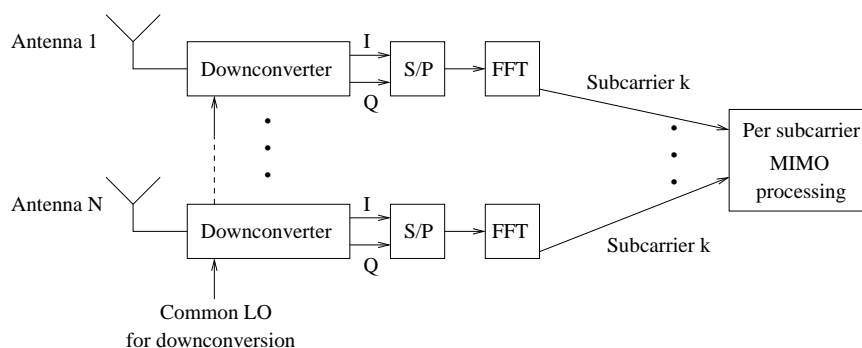 Antenna 1
Downconverter
I
Q
S/P
FFT
Subcarrier k
Per subcarrier
MIMO
processing
Antenna N
Downconverter
I
Q
S/P
FFT
Subcarrier k
Common LO
for downconversion